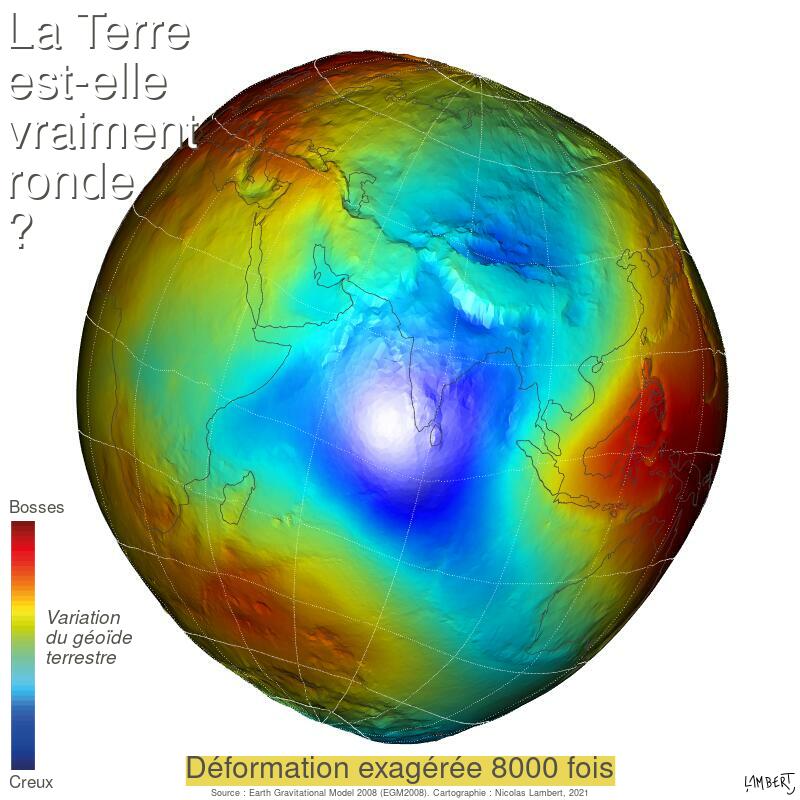 La Terre
est-elle
vraiment
ronde
?
Bosses
Variation
du géoïde
terrestre
Creux
Déformation exagérée 8000 fois
Source : Earth Gravitational Model 2008 (EGM2008). Cartographie : Nicolas Lambert, 2021
LAMBERT